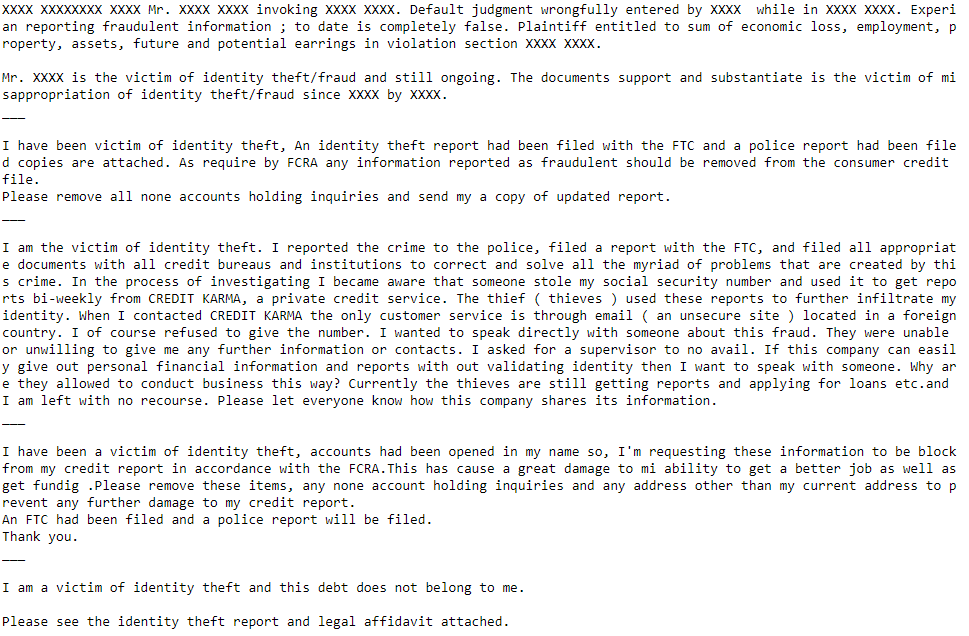 XXXX XXXXXXXX XXXX Mr. XXXX XXXX invoking XXXX XXXX. Default judgment wrongfully entered by XXXX  while in XXXX XXXX. Experi
an reporting fraudulent information ; to date is completely false. Plaintiff entitled to sum of economic loss, employment, p
roperty, assets, future and potential earrings in violation section XXXX XXXX.

Mr. XXXX is the victim of identity theft/fraud and still ongoing. The documents support and substantiate is the victim of mi
sappropriation of identity theft/fraud since XXXX by XXXX.
___

I have been victim of identity theft, An identity theft report had been filed with the FTC and a police report had been file
d copies are attached. As require by FCRA any information reported as fraudulent should be removed from the consumer credit
file.
Please remove all none accounts holding inquiries and send my a copy of updated report.
___

I am the victim of identity theft. I reported the crime to the police, filed a report with the FTC, and filed all appropriat
e documents with all credit bureaus and institutions to correct and solve all the myriad of problems that are created by thi
s crime. In the process of investigating I became aware that someone stole my social security number and used it to get repo
rts bi-weekly from CREDIT KARMA, a private credit service. The thief ( thieves ) used these reports to further infiltrate my
identity. When I contacted CREDIT KARMA the only customer service is through email ( an unsecure site ) located in a foreign
country. I of course refused to give the number. I wanted to speak directly with someone about this fraud. They were unable
or unwilling to give me any further information or contacts. I asked for a supervisor to no avail. If this company can easil
y give out personal financial information and reports with out validating identity then I want to speak with someone. Why ar
e they allowed to conduct business this way? Currently the thieves are still getting reports and applying for loans etc.and
I am left with no recourse. Please let everyone know how this company shares its information.
___

I have been a victim of identity theft, accounts had been opened in my name so, I'm requesting these information to be block
from my credit report in accordance with the FCRA.This has cause a great damage to mi ability to get a better job as well as
get fundig .Please remove these items, any none account holding inquiries and any address other than my current address to p
revent any further damage to my credit report.
An FTC had been filed and a police report will be filed.
Thank you.
___

I am a victim of identity theft and this debt does not belong to me.

Please see the identity theft report and legal affidavit attached.